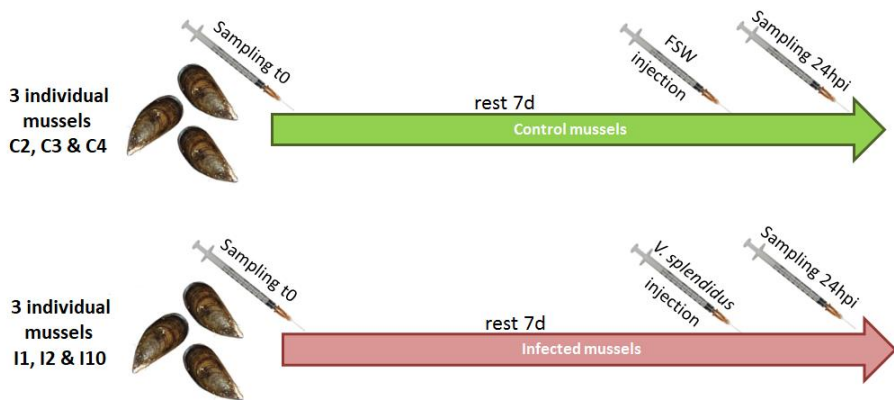 3 individual
mussels
C2, C3 & C4
Sampling t0
rest 7d
FSW
injection
Sampling 24hpi
Control mussels
3 individual
mussels
I1, I2 & I10
Sampling t0
rest 7d
V. splendidus
injection
Sampling 24hpi
Infected mussels